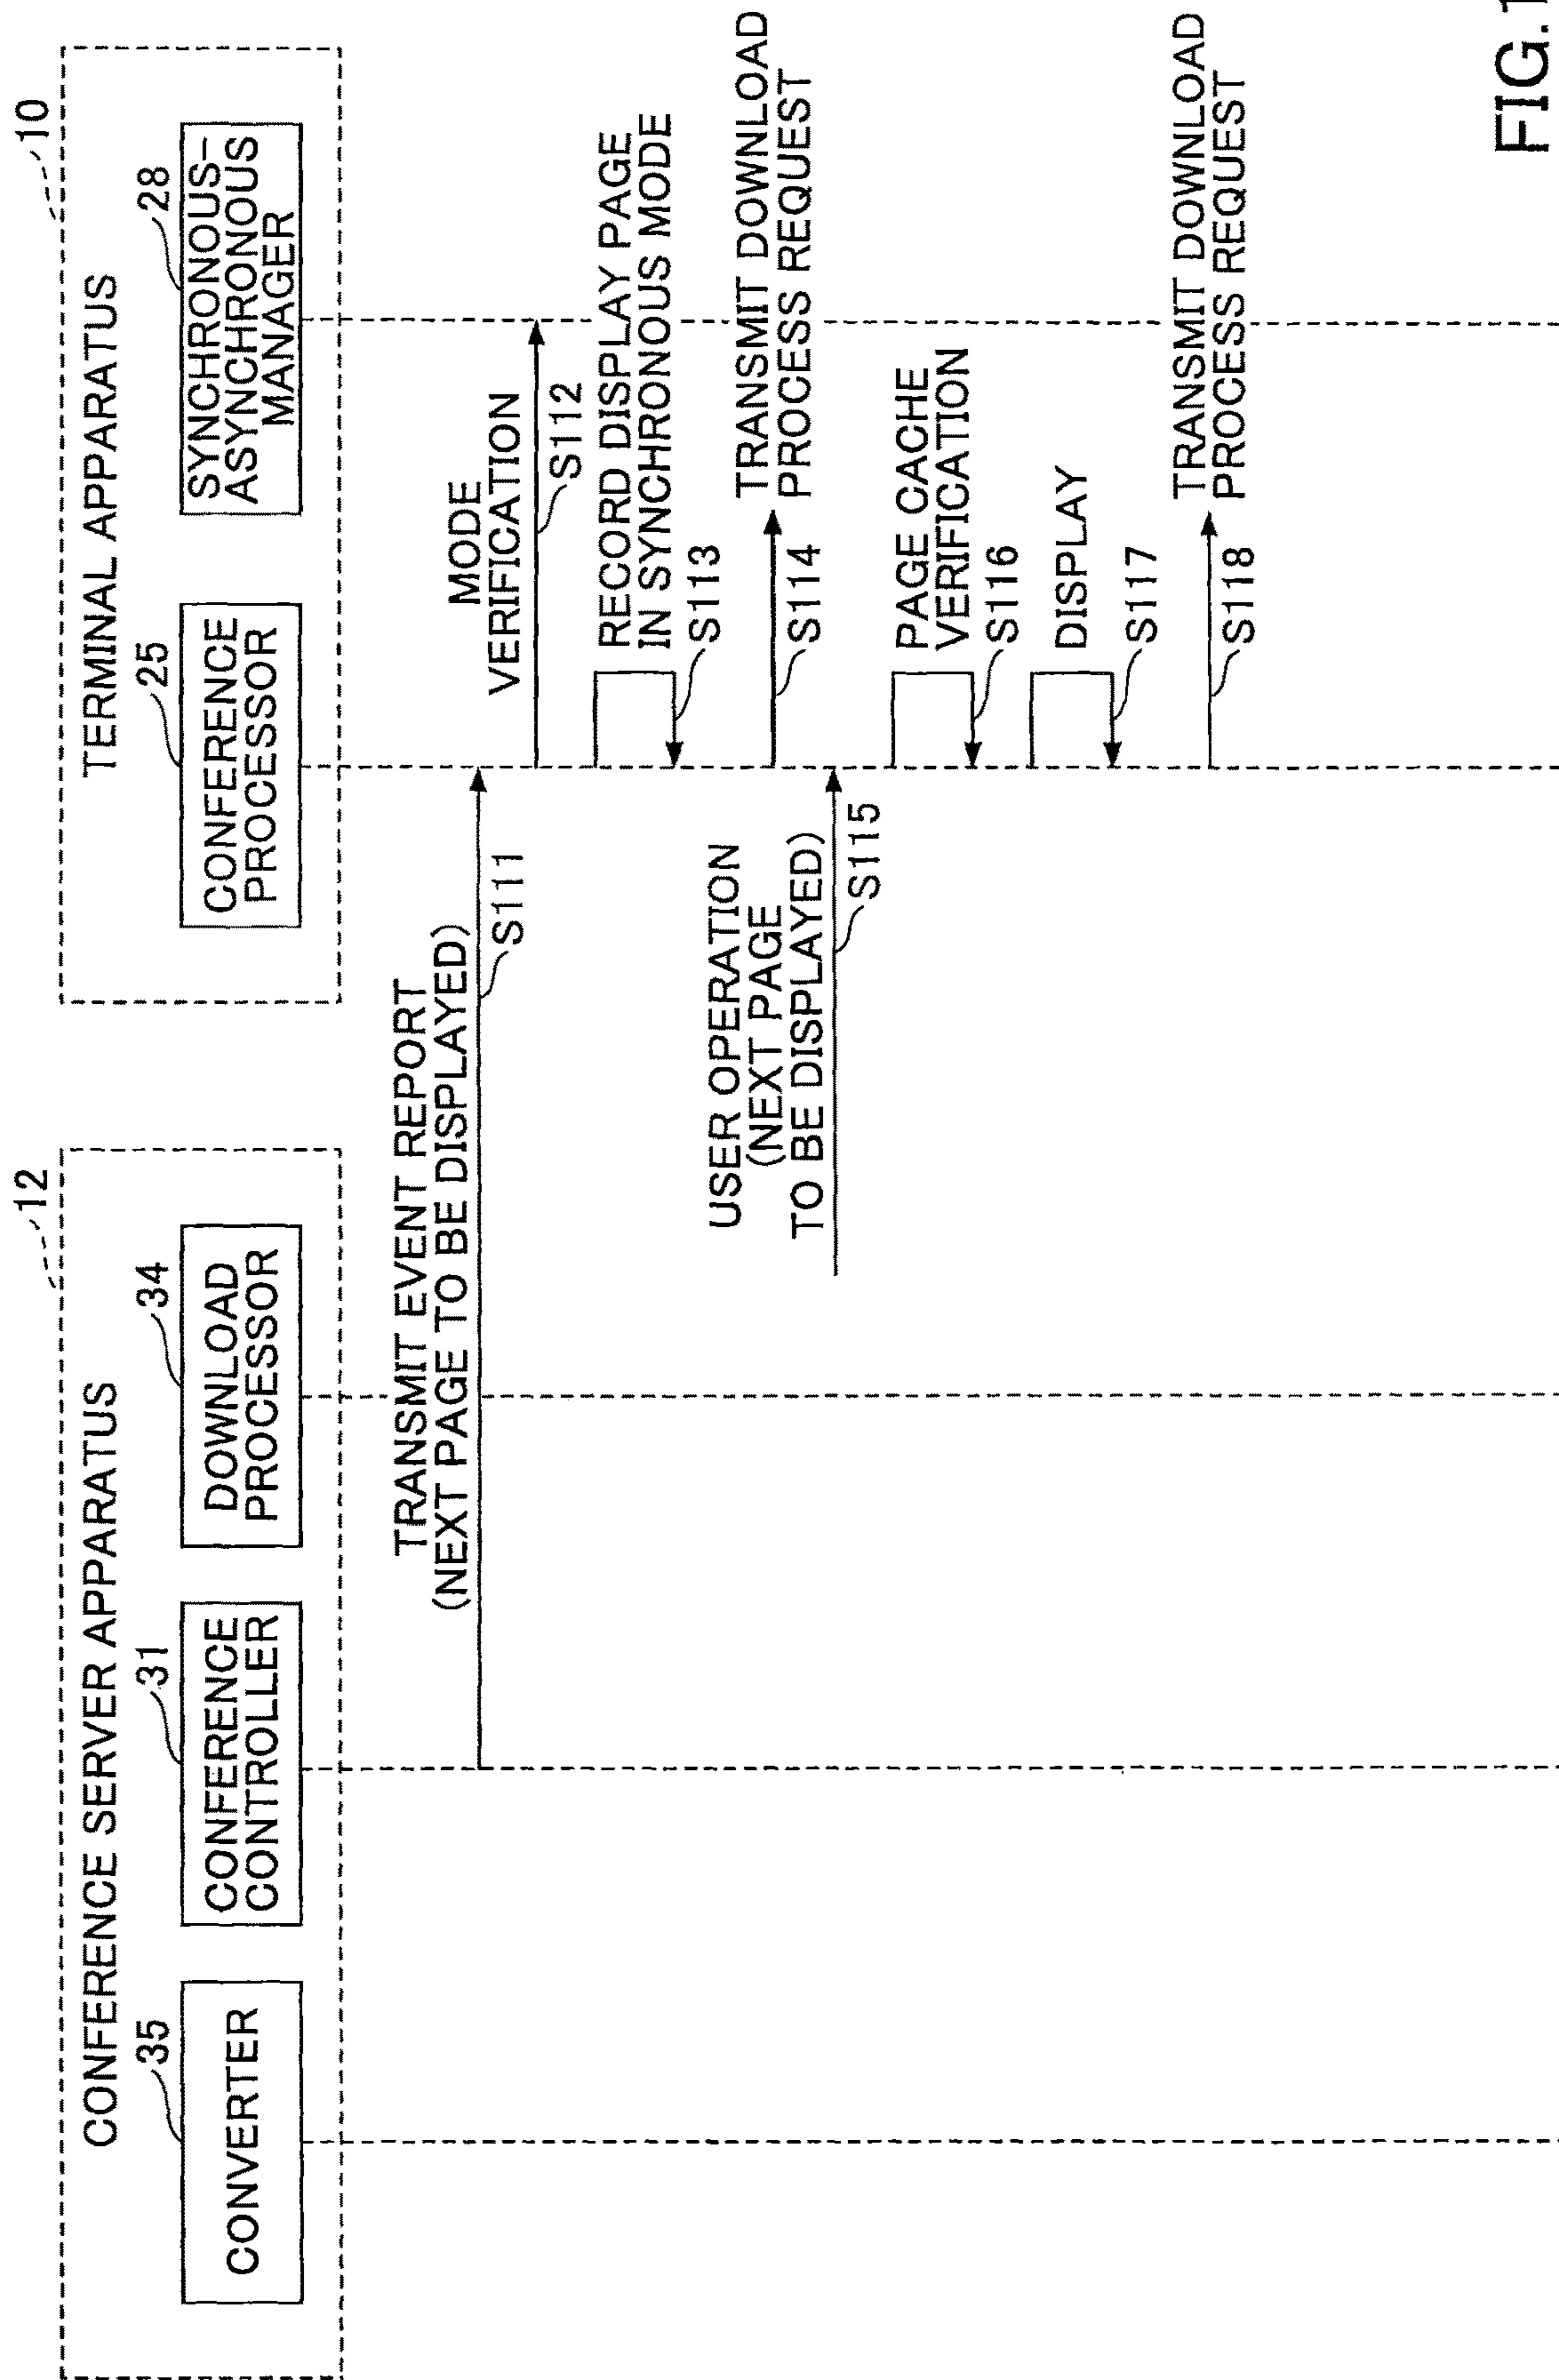 CONFERENCE SERVER APPARATUS
12
CONVERTER
35
CONFERENCE
CONTROLLER
31
DOWNLOAD
PROCESSOR
34
TERMINAL APPARATUS
10
CONFERENCE
PROCESSOR
25
SYNCHRONOUS-
ASYNCHRONOUS
MANAGER
28
TRANSMIT EVENT REPORT
(NEXT PAGE TO BE DISPLAYED)
S111
MODE
VERIFICATION
S112
RECORD DISPLAY PAGE
IN SYNCHRONOUS MODE
S113
TRANSMIT DOWNLOAD
PROCESS REQUEST
S114
USER OPERATION
(NEXT PAGE
TO BE DISPLAYED)
S115
PAGE CACHE
VERIFICATION
S116
DISPLAY
S117
TRANSMIT DOWNLOAD
PROCESS REQUEST
S118
FIG.1